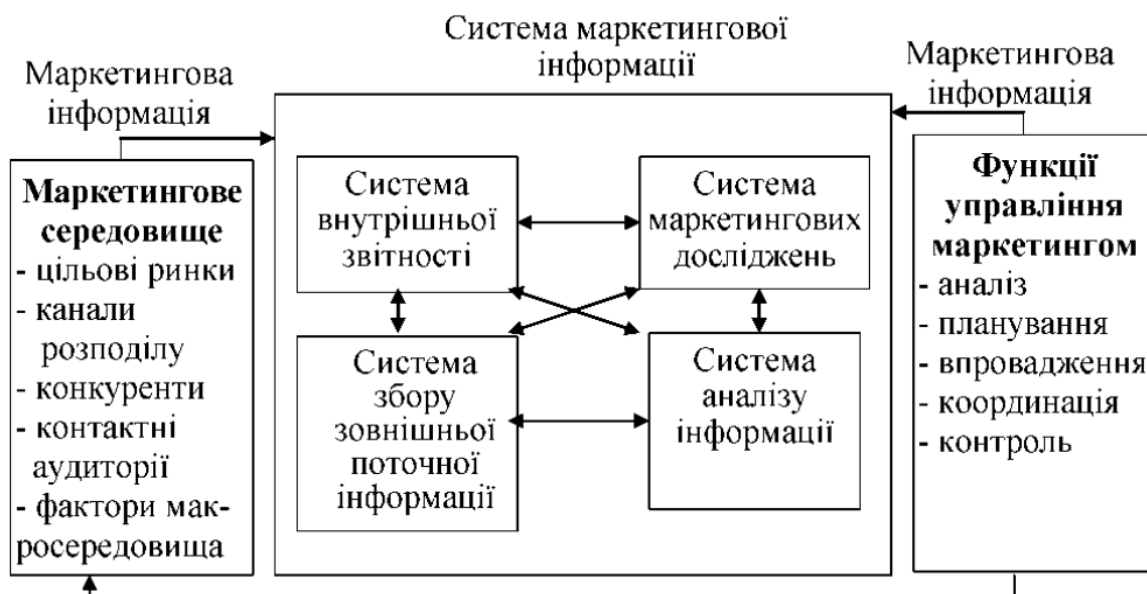 Система маркетингової
інформації
Маркетингова
інформація
Маркетингова
інформація
Маркетингове
середовище
- цільові ринки
- канали
розподілу
- конкуренти
- контактні
аудиторії
- фактори мак-
росередовища
Система
внутрішньої
звітності
Система
маркетингових
досліджень
Система
збору
зовнішньої
поточної
інформації
Система
аналізу
інформації
Функції
управління
маркетингом
- аналіз
- планування
- впровадження
- координація
- контроль